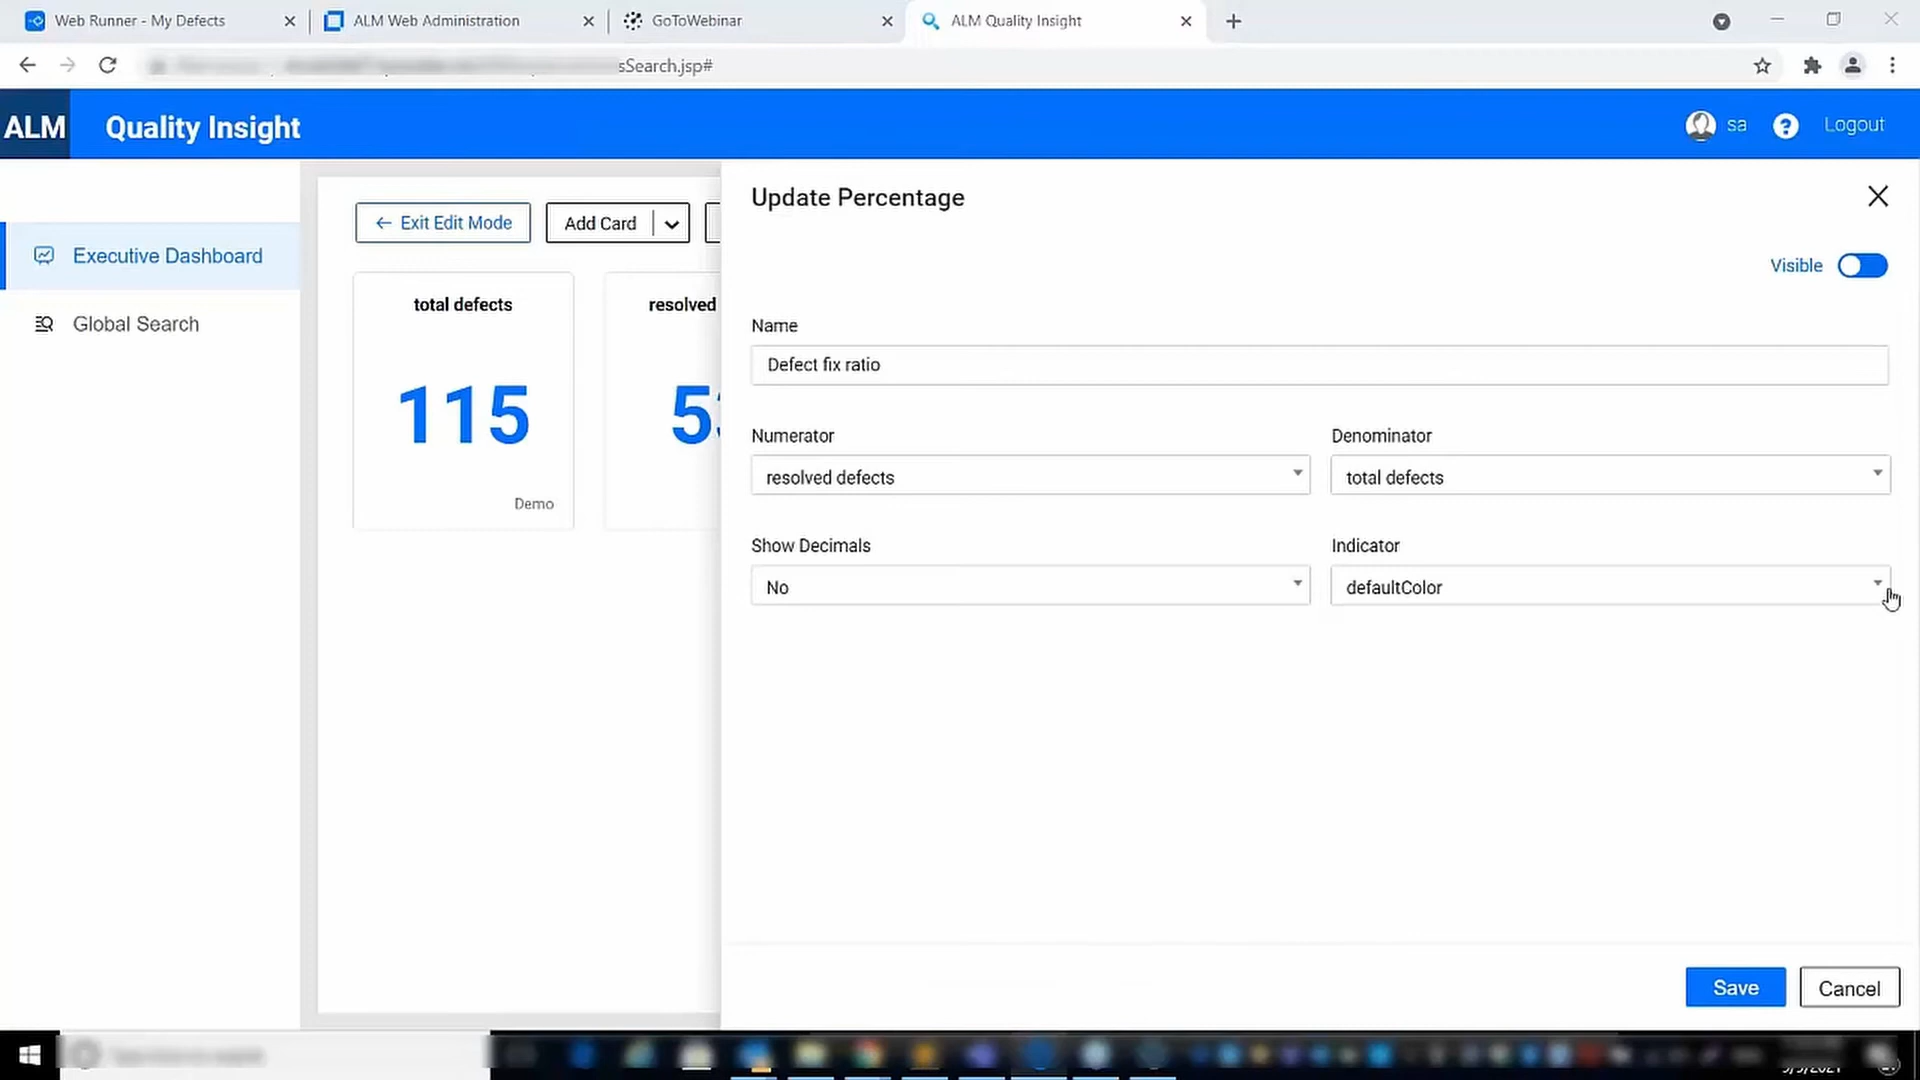 Web Runner - My Defects
ALM Web Administration
GoToWebinar
ALM Quality Insight
sSearch.jsp#
ALM
Quality Insight
sa
Logout
Executive Dashboard
Global Search
Exit Edit Mode
Add Card
total defects
115
Demo
resolved
Update Percentage
Visible
Name
Defect fix ratio
Numerator
Denominator
resolved defects
total defects
Show Decimals
Indicator
No
defaultColor
Save
Cancel